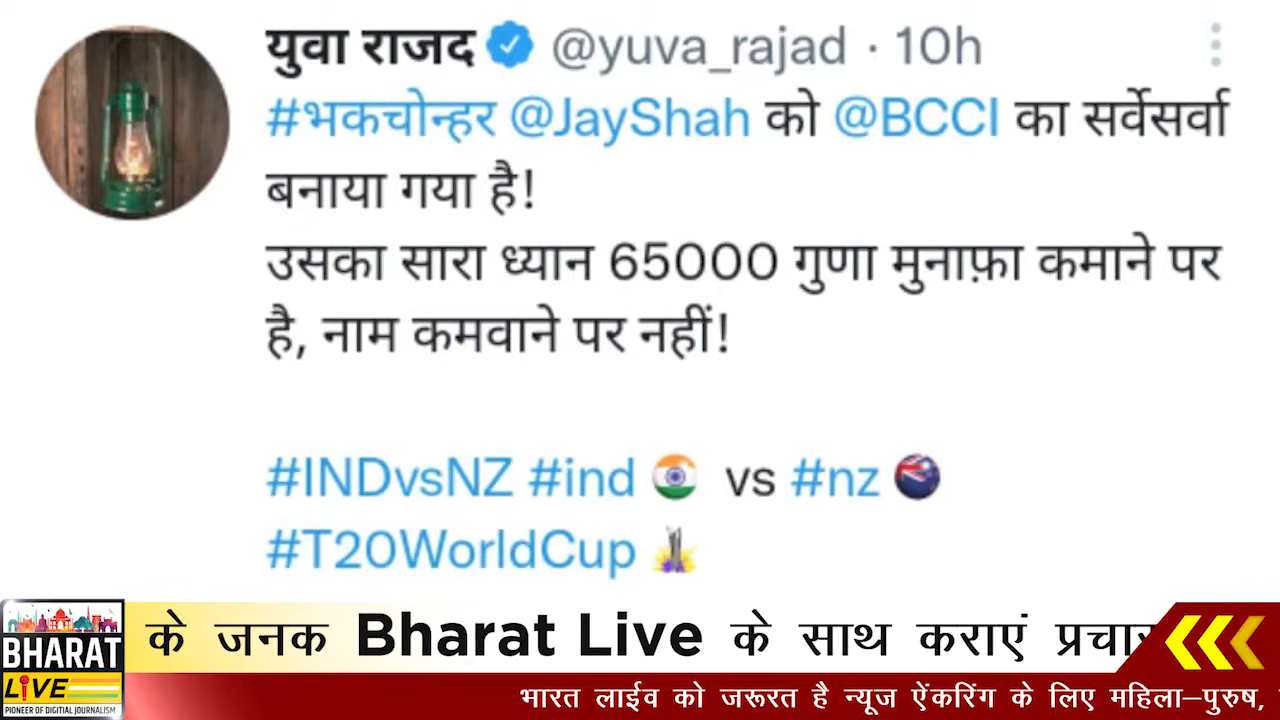 युवा राजद @yuva_rajad · 10h
#भकचोन्हर @JayShah को @BCCI का सर्वेसर्वा
बनाया गया है!
उसका सारा ध्यान 65000 गुणा मुनाफ़ा कमाने पर
है, नाम कमवाने पर नहीं!
#INDvsNZ #ind vs #nz
#T20WorldCup
के जनक Bharat Live के साथ कराएं प्रचार
BHARAT
LIVE
PIONEER OF DIGITIAL JOURNALISM
भारत लाईव को जरूरत है न्यूज ऐंकरिंग के लिए महिला–पुरुष,